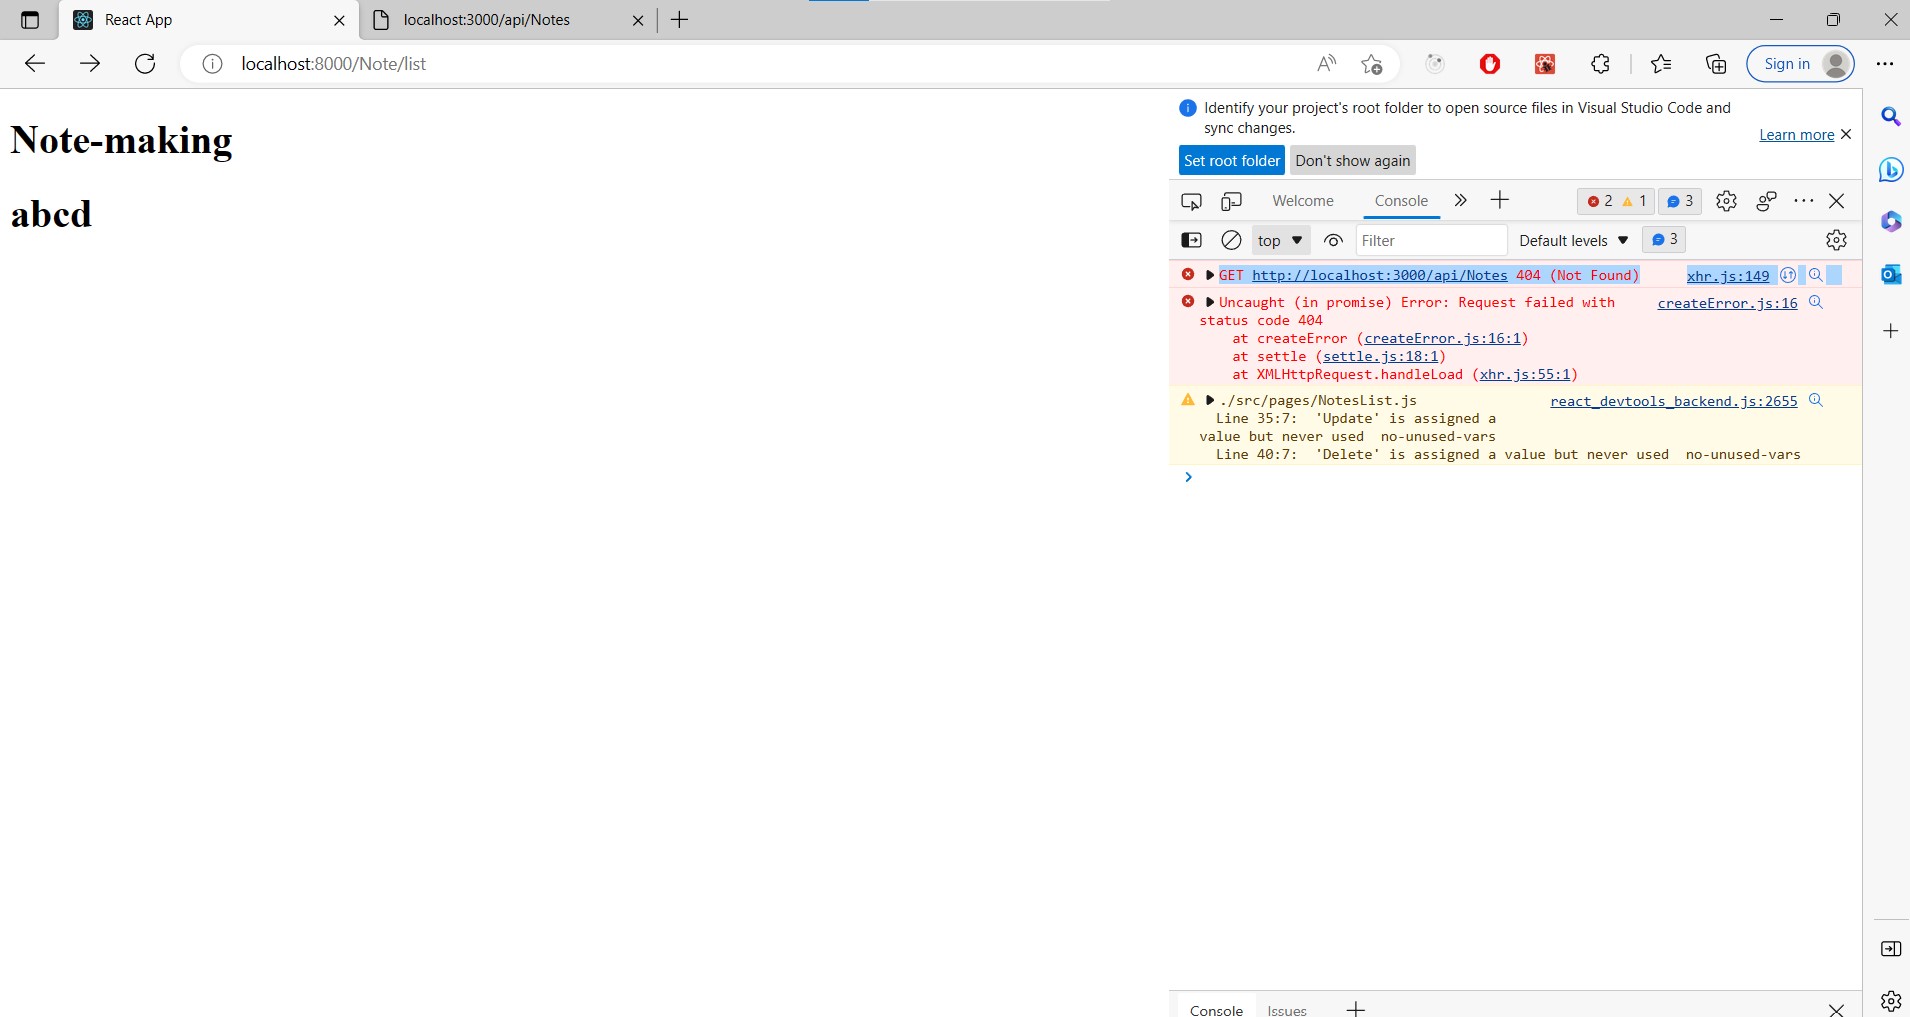 React App
localhost:3000/api/Notes
localhost:8000/Note/list
Sign in
Note-making
abcd
Identify your project's root folder to open source files in Visual Studio Code and
sync changes.
Learn more
Set root folder
Don't show again
Welcome
Console
2
1
3
top
Filter
Default levels
3
GET http://localhost:3000/api/Notes 404 (Not Found)
xhr.js:149
Uncaught (in promise) Error: Request failed with
createError.js:16
status code 404
at createError (createError.js:16:1)
at settle (settle.js:18:1)
at XMLHttpRequest.handleLoad (xhr.js:55:1)
./src/pages/NotesList.js
react_devtools_backend.js:2655
Line 35:7:  'Update' is assigned a
value but never used  no-unused-vars
Line 40:7:  'Delete' is assigned a value but never used  no-unused-vars
Console
Issues